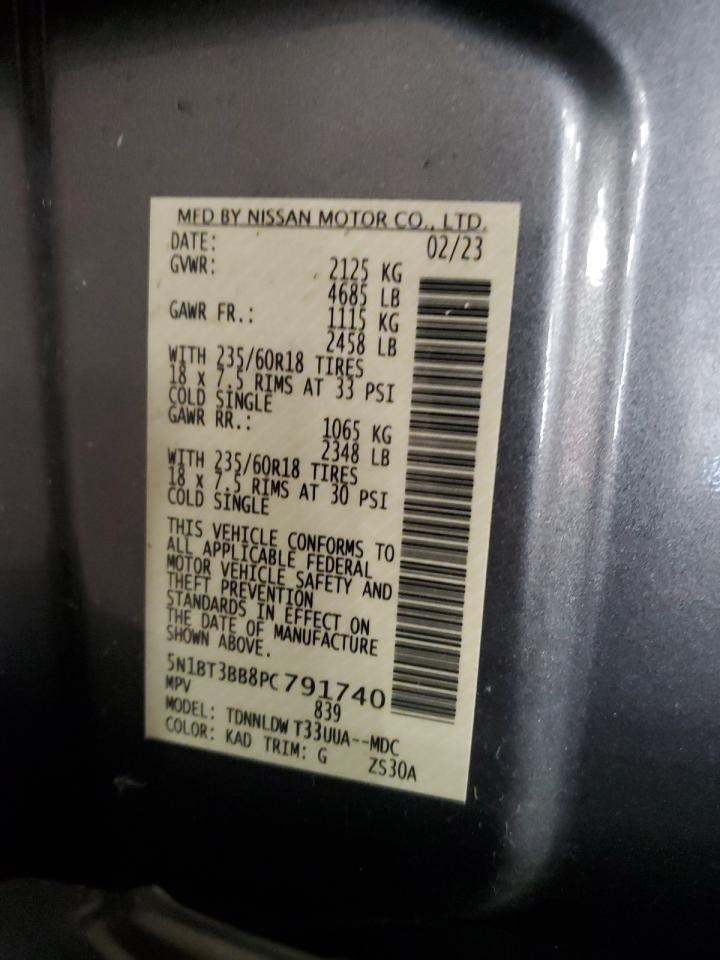 MFD BY NISSAN MOTOR CO., LTD.
DATE: 02/23
GVWR: 2125 KG
4685 LB
GAWR FR.: 1115 KG
2458 LB
WITH 235/60R18 TIRES
18 x 7.5 RIMS AT 33 PSI
COLD SINGLE
GAWR RR.: 1065 KG
2348 LB
WITH 235/60R18 TIRES
18 x 7.5 RIMS AT 30 PSI
COLD SINGLE
THIS VEHICLE CONFORMS TO
ALL APPLICABLE FEDERAL
MOTOR VEHICLE SAFETY AND
THEFT PREVENTION
STANDARDS IN EFFECT ON
THE DATE OF MANUFACTURE
SHOWN ABOVE.
5N1BT3BB8PC791740
MPV 839
MODEL: TDNNLDW T33UUA--MDC
COLOR: KAD TRIM: G ZS30A